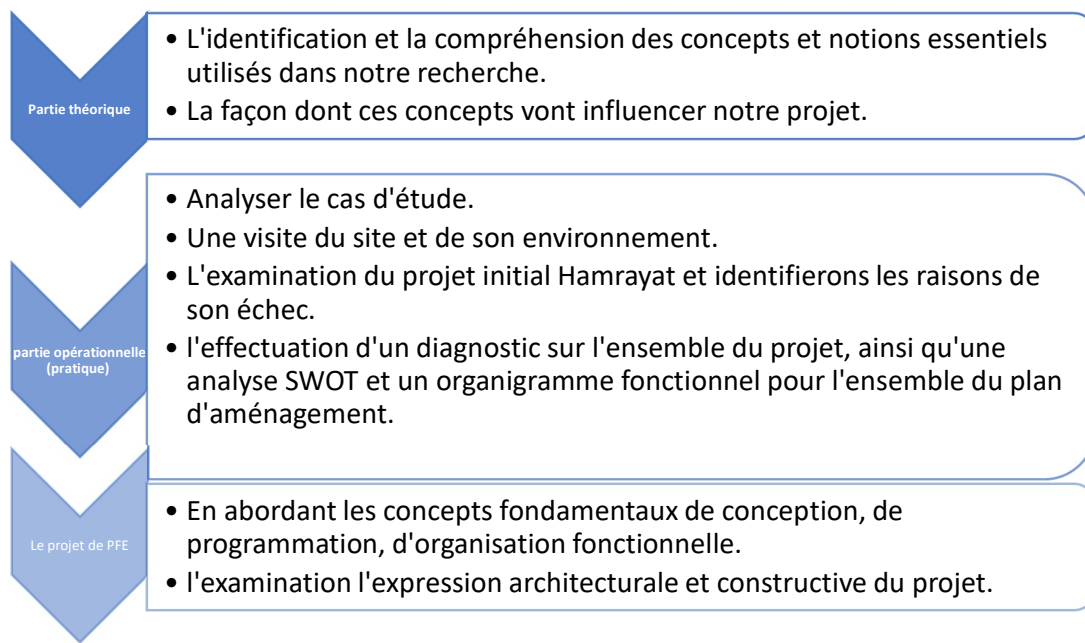 Partie théorique
• L'identification et la compréhension des concepts et notions essentiels
utilisés dans notre recherche.
• La façon dont ces concepts vont influencer notre projet.
partie opérationnelle
(pratique)
• Analyser le cas d'étude.
• Une visite du site et de son environnement.
• L'examination du projet initial Hamrayat et identifierons les raisons de
son échec.
• l'effectuation d'un diagnostic sur l'ensemble du projet, ainsi qu'une
analyse SWOT et un organigramme fonctionnel pour l'ensemble du plan
d'aménagement.
Le projet de PFE
• En abordant les concepts fondamentaux de conception, de
programmation, d'organisation fonctionnelle.
• l'examination l'expression architecturale et constructive du projet.